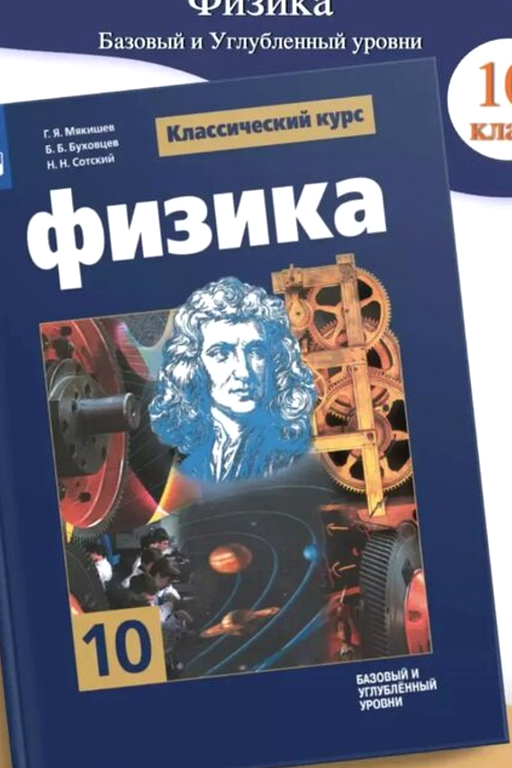 Физика
Базовый и Углубленный уровни
10
Г. Я. Мякишев
Б. Б. Буховцев
Н. Н. Сотский
Классический курс
физика
10
БАЗОВЫЙ И
УГЛУБЛЁННЫЙ
УРОВНИ